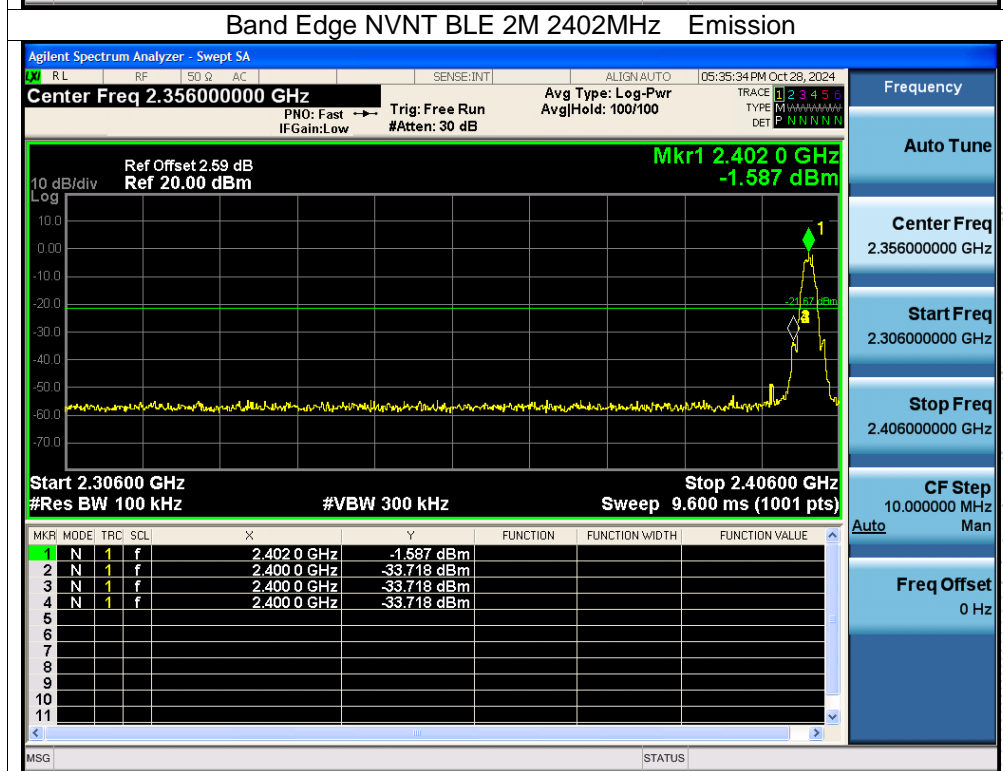 Band Edge NVNT BLE 2M 2402MHz Emission
Agilent Spectrum Analyzer - Swept SA
LXI RL RF 50 Ω AC SENSE:INT ALIGN AUTO 05:35:34 PM Oct 28, 2024
Center Freq 2.356000000 GHz
PNO: Fast
IFGain:Low
Trig: Free Run
#Atten: 30 dB
Avg Type: Log-Pwr
Avg|Hold: 100/100
TRACE 1 2 3 4 5 6
TYPE M WWWWW
DET P N N N N N
Ref Offset 2.59 dB
Ref 20.00 dBm
10 dB/div
Log
Mkr1 2.402 0 GHz
-1.587 dBm
10.0
0.00
-10.0
-20.0
-30.0
-40.0
-50.0
-60.0
-70.0
1
-21.67 dBm
Start 2.30600 GHz
Stop 2.40600 GHz
#Res BW 100 kHz #VBW 300 kHz Sweep 9.600 ms (1001 pts)
MKR MODE TRC SCL X Y FUNCTION FUNCTION WIDTH FUNCTION VALUE
1 N 1 f 2.402 0 GHz -1.587 dBm
2 N 1 f 2.400 0 GHz -33.718 dBm
3 N 1 f 2.400 0 GHz -33.718 dBm
4 N 1 f 2.400 0 GHz -33.718 dBm
5
6
7
8
9
10
11
MSG STATUS
Frequency
Auto Tune
Center Freq
2.356000000 GHz
Start Freq
2.306000000 GHz
Stop Freq
2.406000000 GHz
CF Step
10.000000 MHz
Auto Man
Freq Offset
0 Hz